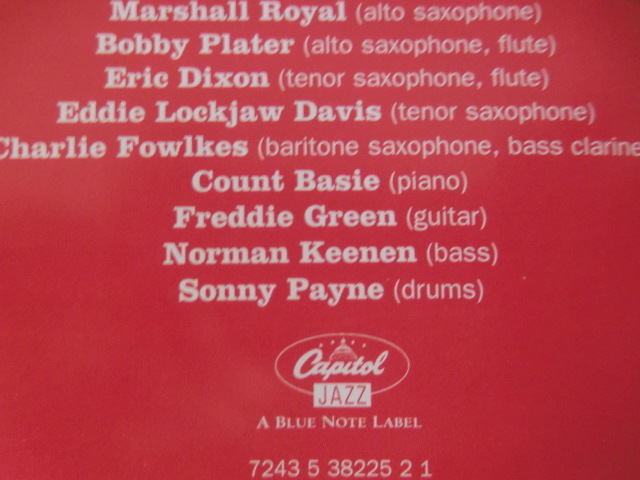 Marshall Royal (alto saxophone)
Bobby Plater (alto saxophone, flute)
Eric Dixon (tenor saxophone, flute)
Eddie Lockjaw Davis (tenor saxophone)
Charlie Fowlkes (baritone saxophone, bass clarine
Count Basie (piano)
Freddie Green (guitar)
Norman Keenen (bass)
Sonny Payne (drums)
Capitol
JAZZ
A BLUE NOTE LABEL
7243 5 38225 2 1